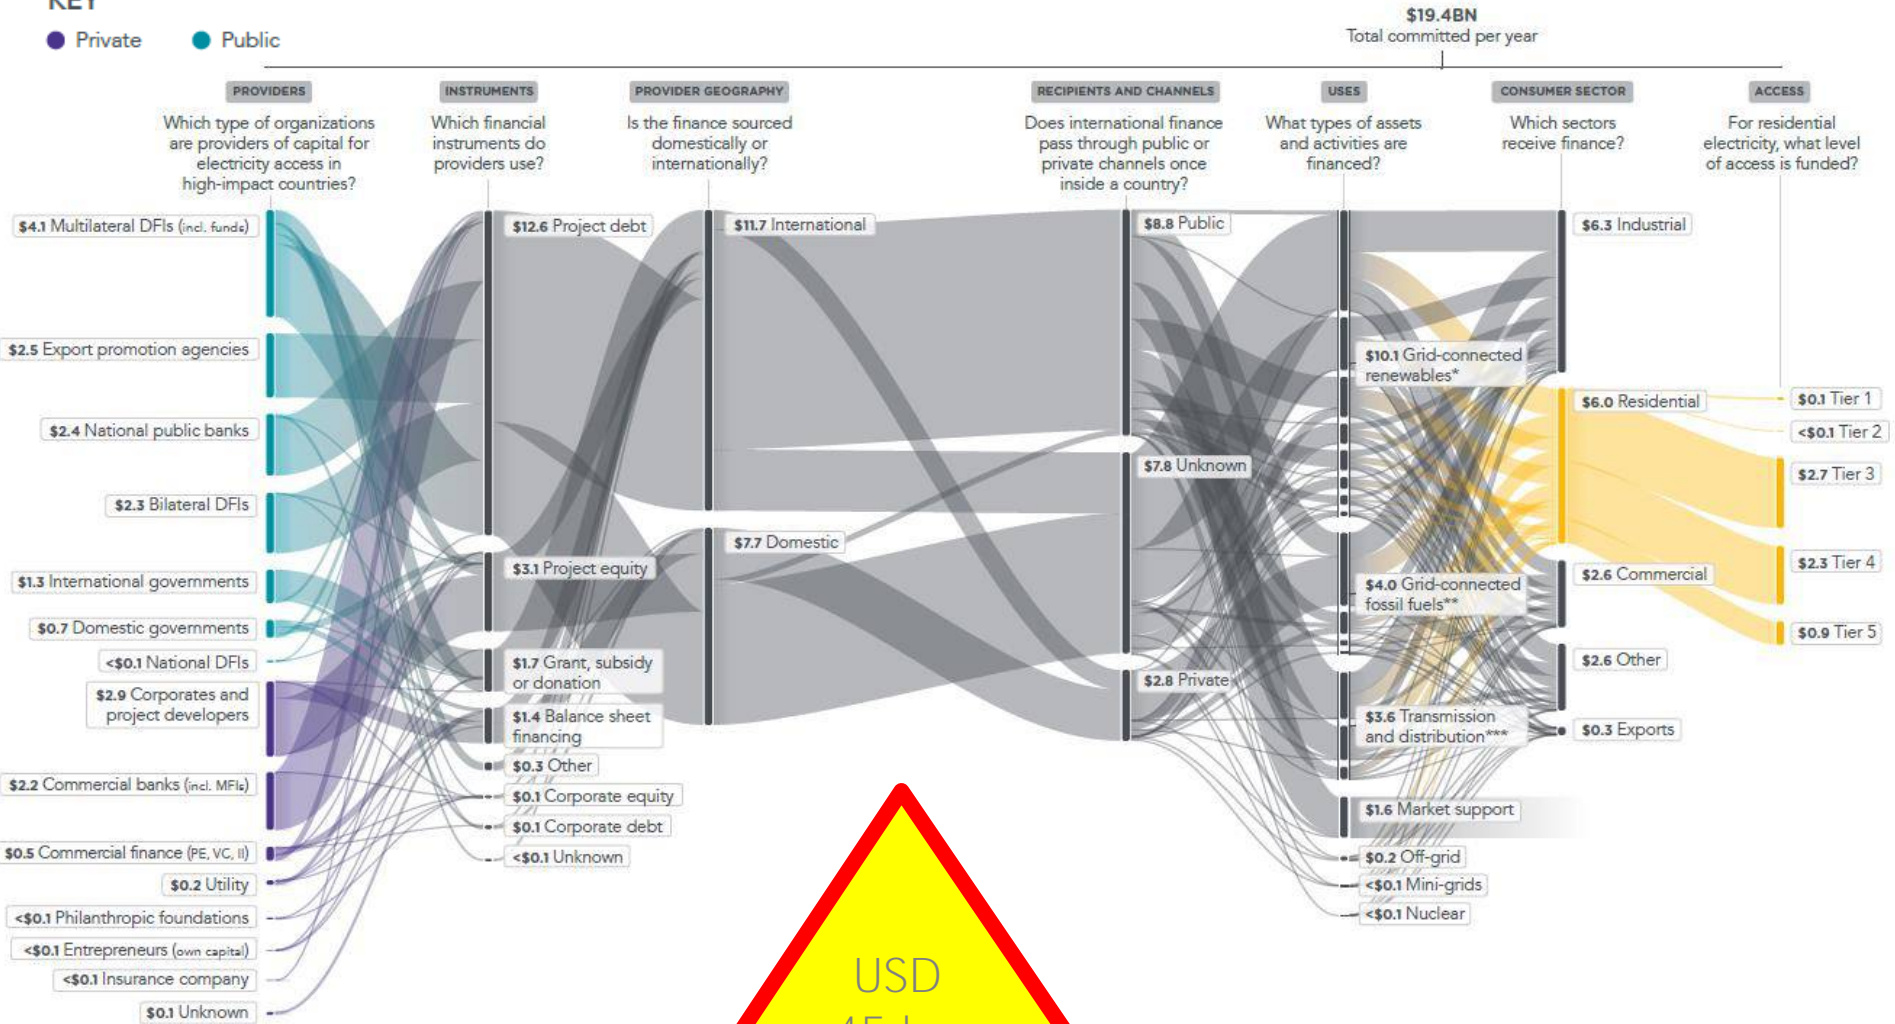 KEY
Private
Public
$19.4BN
Total committed per year
PROVIDERS
Which type of organizations
are providers of capital for
electricity access in
high-impact countries?
INSTRUMENTS
Which financial
instruments do
providers use?
PROVIDER GEOGRAPHY
Is the finance sourced
domestically or
internationally?
RECIPIENTS AND CHANNELS
Does international finance
pass through public or
private channels once
inside a country?
USES
What types of assets
and activities are
financed?
CONSUMER SECTOR
Which sectors
receive finance?
ACCESS
For residential
electricity, what level
of access is funded?
$4.1 Multilateral DFIs (incl. funds)
$2.5 Export promotion agencies
$2.4 National public banks
$2.3 Bilateral DFIs
$1.3 International governments
$0.7 Domestic governments
<$0.1 National DFIs
$2.9 Corporates and
project developers
$2.2 Commercial banks (incl. MFIs)
$0.5 Commercial finance (PE, VC, II)
$0.2 Utility
<$0.1 Philanthropic foundations
<$0.1 Entrepreneurs (own capital)
<$0.1 Insurance company
$0.1 Unknown
$12.6 Project debt
$3.1 Project equity
$1.7 Grant, subsidy
or donation
$1.4 Balance sheet
financing
$0.3 Other
$0.1 Corporate equity
$0.1 Corporate debt
<$0.1 Unknown
$11.7 International
$7.7 Domestic
$8.8 Public
$7.8 Unknown
$2.8 Private
$10.1 Grid-connected
renewables*
$4.0 Grid-connected
fossil fuels**
$3.6 Transmission
and distribution***
$1.6 Market support
$0.2 Off-grid
<$0.1 Mini-grids
<$0.1 Nuclear
$6.3 Industrial
$6.0 Residential
$2.6 Commercial
$2.6 Other
$0.3 Exports
$0.1 Tier 1
<$0.1 Tier 2
$2.7 Tier 3
$2.3 Tier 4
$0.9 Tier 5
USD